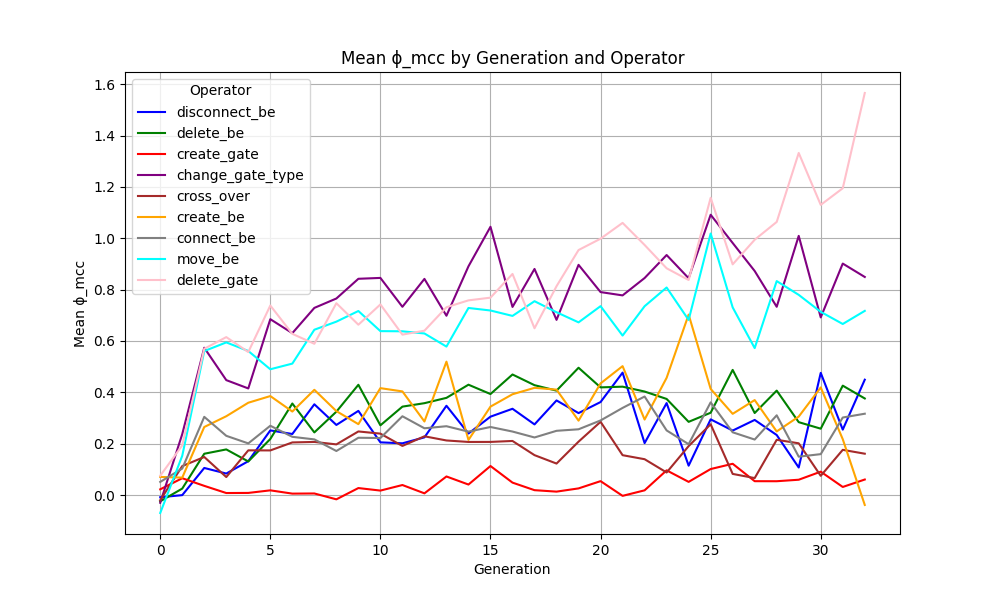 Mean ϕ_mcc by Generation and Operator
Operator
disconnect_be
delete_be
create_gate
change_gate_type
cross_over
create_be
connect_be
move_be
delete_gate
Mean ϕ_mcc
1.6
1.4
1.2
1.0
0.8
0.6
0.4
0.2
0.0
0 5 10 15 20 25 30
Generation